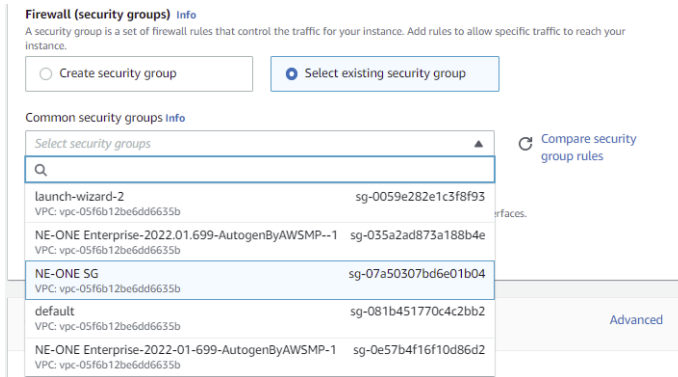 Firewall (security groups) Info
A security group is a set of firewall rules that control the traffic for your instance. Add rules to allow specific traffic to reach your
instance.
Create security group
Select existing security group
Common security groups Info
Select security groups
Compare security
group rules
launch-wizard-2 sg-0059e282e1c3f8f93
VPC: vpc-05f6b12be6dd6635b
erfaces.
NE-ONE Enterprise-2022.01.699-AutogenByAWSMP--1 sg-035a2ad873a188b4e
VPC: vpc-05f6b12be6dd6635b
NE-ONE SG sg-07a50307bd6e01b04
VPC: vpc-05f6b12be6dd6635b
default sg-081b451770c4c2bb2
VPC: vpc-05f6b12be6dd6635b
Advanced
NE-ONE Enterprise-2022-01-699-AutogenByAWSMP-1 sg-0e57b4f16f10d86d2
VPC: vpc-05f6b12be6dd6635b